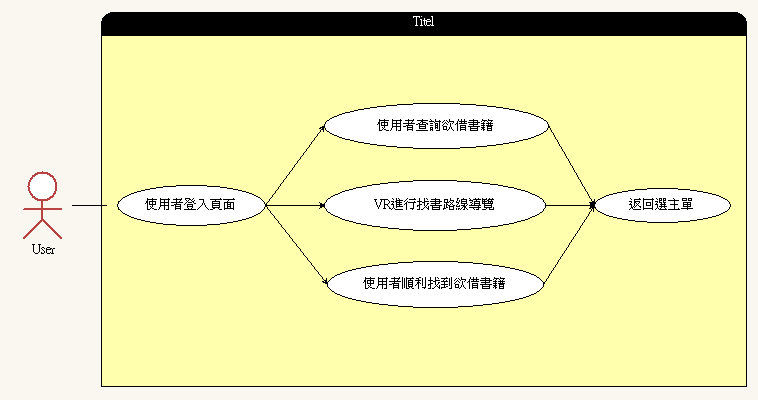 Titel
使用者查詢欲借書籍
使用者登入頁面
VR進行找書路線導覽
返回選主單
User
使用者順利找到欲借書籍